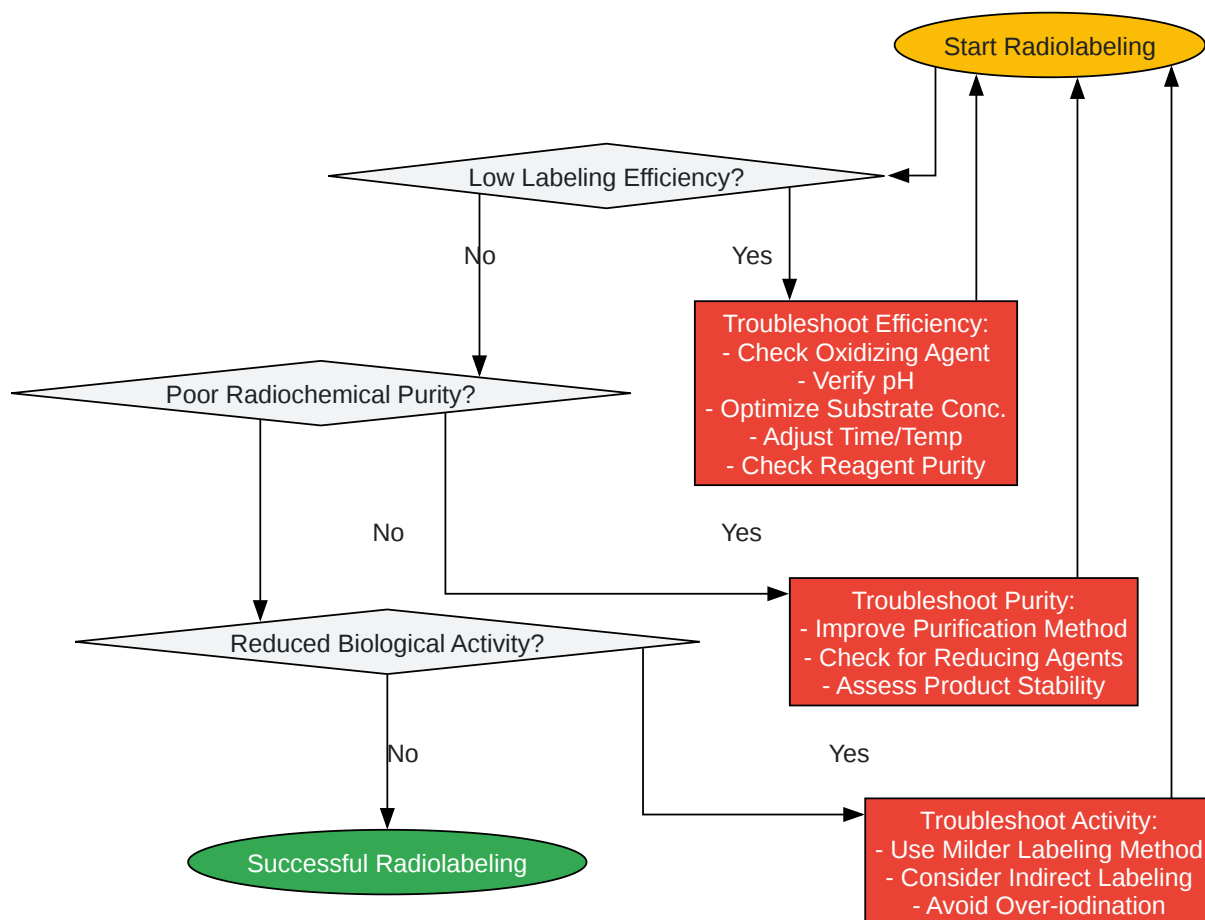 Start Radiolabeling
Low Labeling Efficiency?
No
Yes
Troubleshoot Efficiency:
- Check Oxidizing Agent
- Verify pH
- Optimize Substrate Conc.
- Adjust Time/Temp
- Check Reagent Purity
Poor Radiochemical Purity?
No
Yes
Troubleshoot Purity:
- Improve Purification Method
- Check for Reducing Agents
- Assess Product Stability
Reduced Biological Activity?
No
Yes
Troubleshoot Activity:
- Use Milder Labeling Method
- Consider Indirect Labeling
- Avoid Over-iodination
Successful Radiolabeling